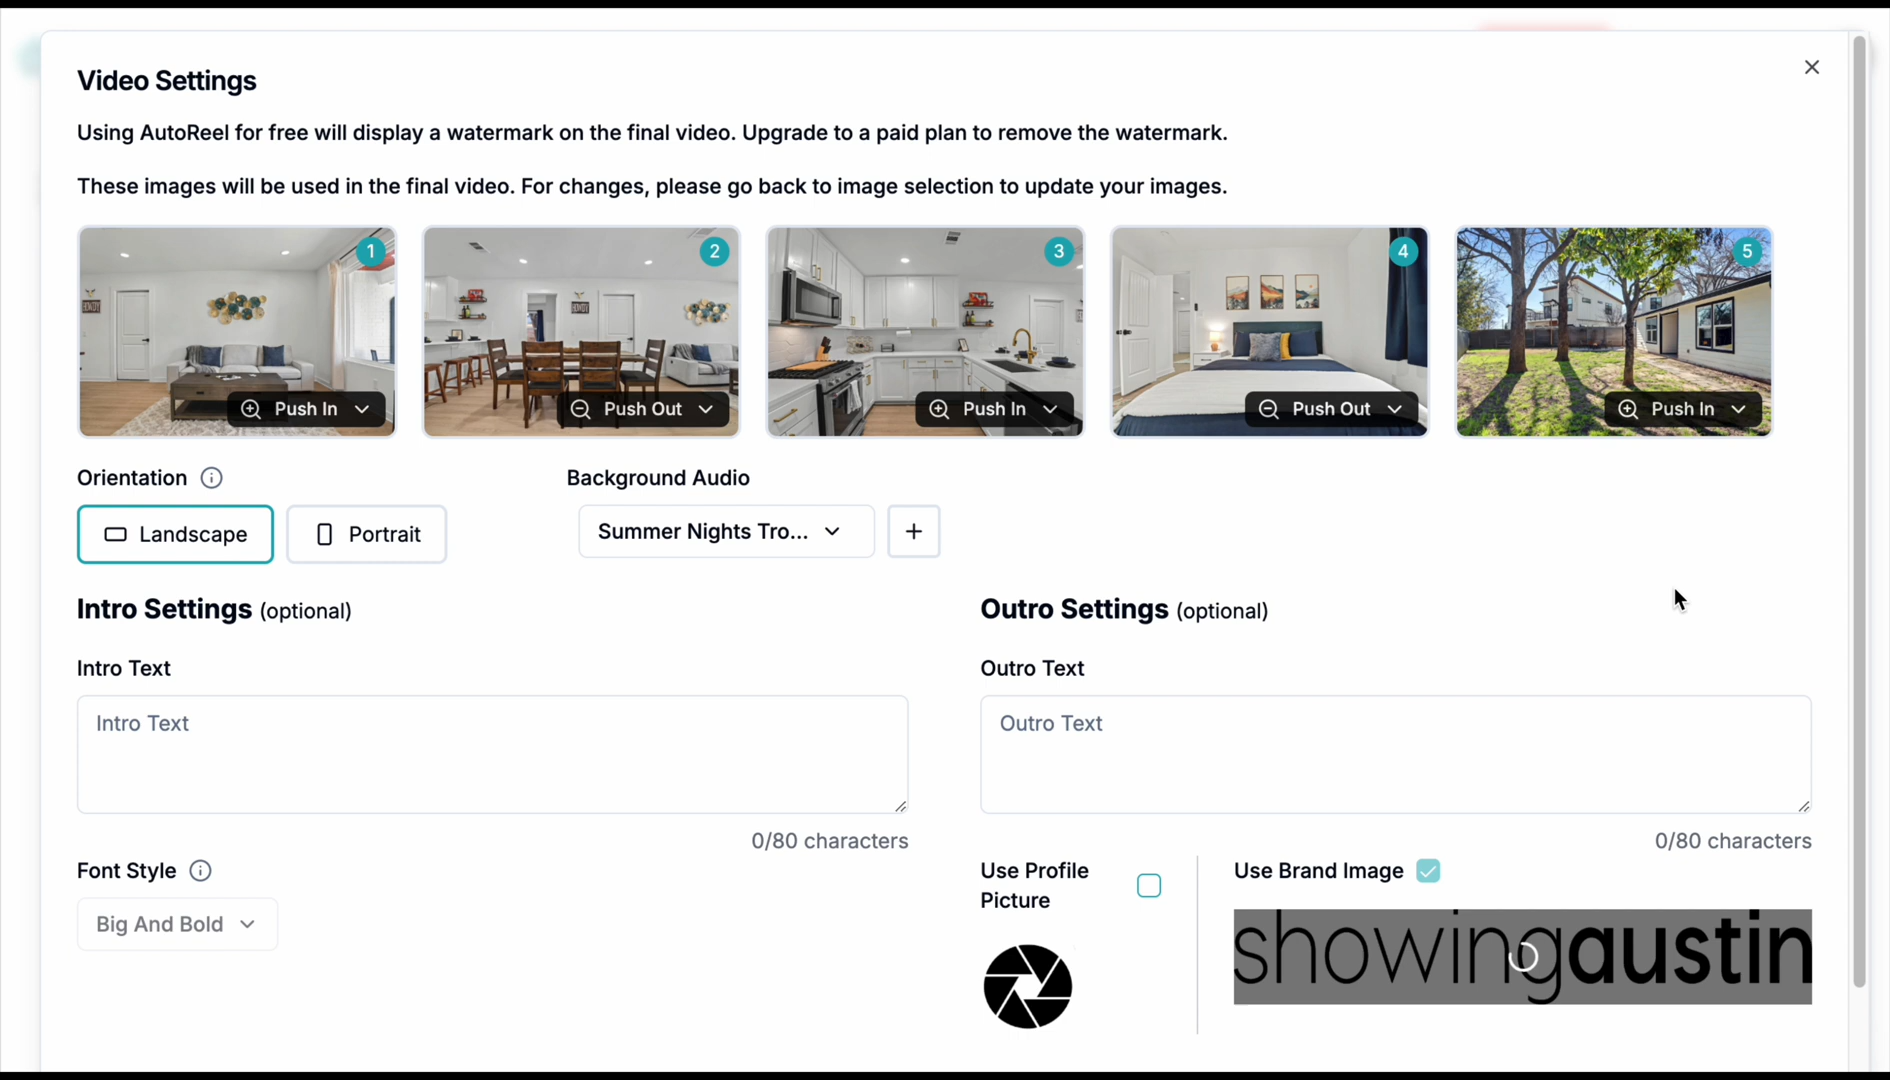 Video Settings
Using AutoReel for free will display a watermark on the final video. Upgrade to a paid plan to remove the watermark.
These images will be used in the final video. For changes, please go back to image selection to update your images.
1
2
3
4
5
Push In
Push Out
Push In
Push Out
Push In
Orientation
Background Audio
Landscape
Portrait
Summer Nights Tro...
+
Intro Settings (optional)
Outro Settings (optional)
Intro Text
Outro Text
Intro Text
Outro Text
0/80 characters
0/80 characters
Font Style
Use Profile
Picture
Use Brand Image
Big And Bold
showingaustin